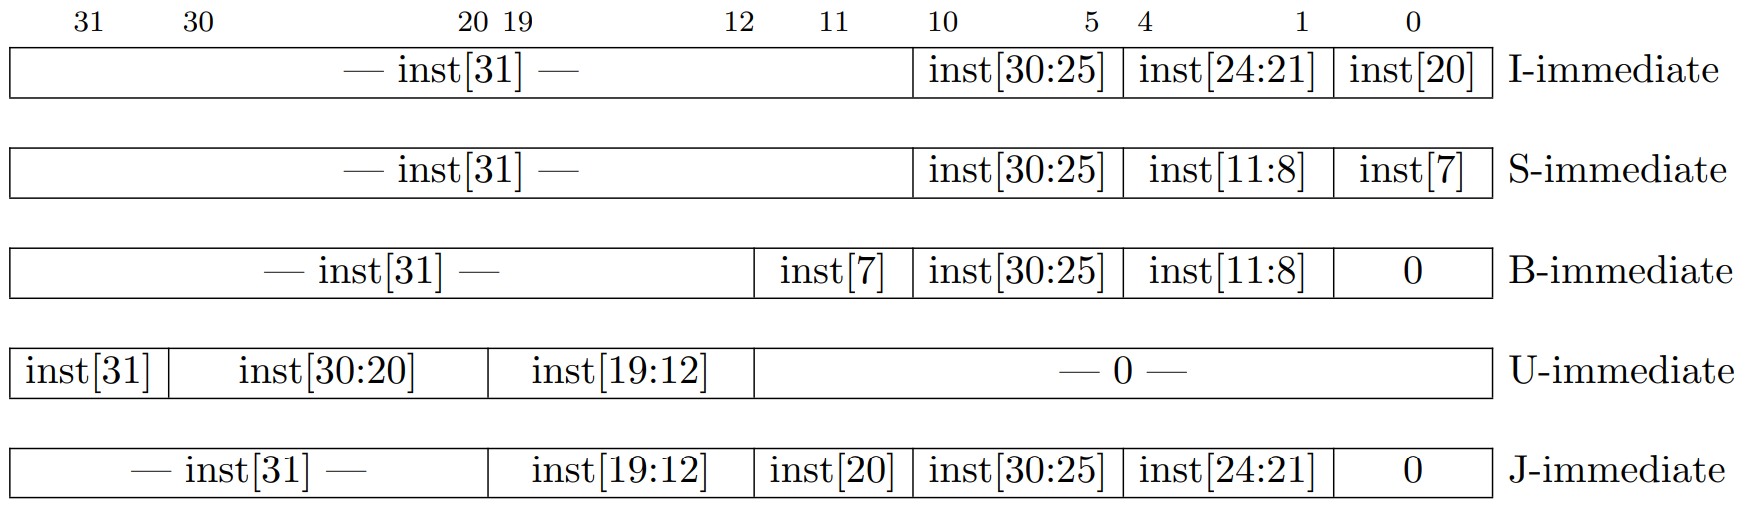 31 30 20 19 12 11 10 5 4 1 0
— inst[31] — inst[30:25] inst[24:21] inst[20] I-immediate
— inst[31] — inst[30:25] inst[11:8] inst[7] S-immediate
— inst[31] — inst[7] inst[30:25] inst[11:8] 0 B-immediate
inst[31] inst[30:20] inst[19:12] — 0 — U-immediate
— inst[31] — inst[19:12] inst[20] inst[30:25] inst[24:21] 0 J-immediate